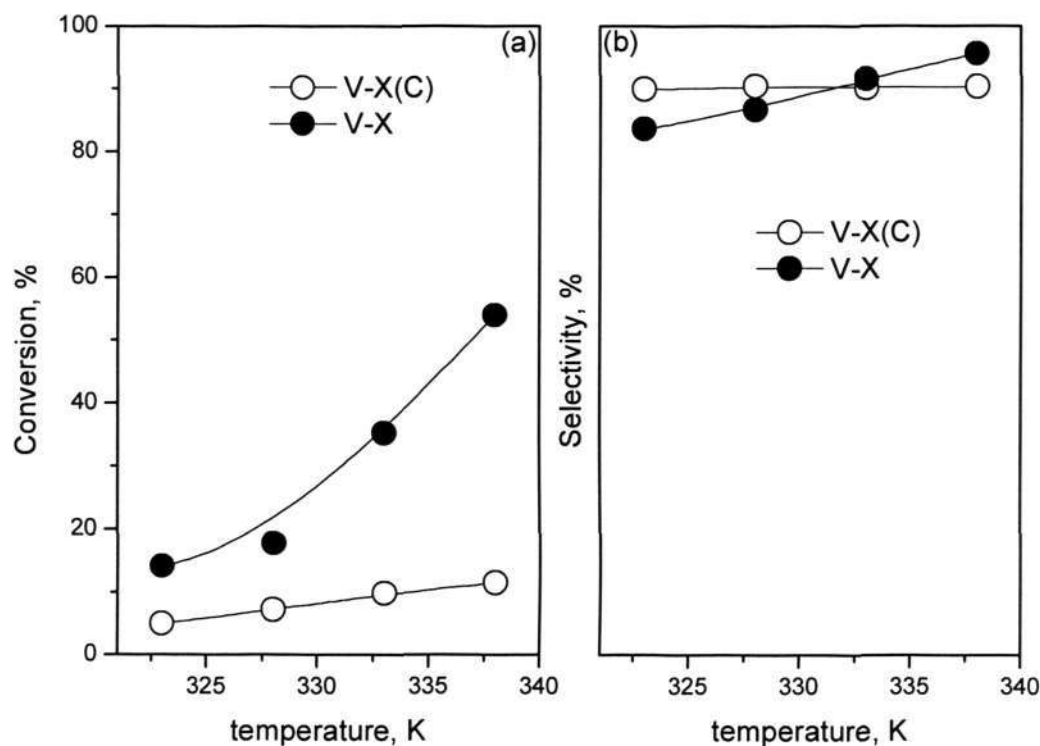 (a)
V-X(C)
V-X
Conversion, %
100
80
60
40
20
0
325
330
335
340
temperature, K
(b)
V-X(C)
V-X
Selectivity, %
325
330
335
340
temperature, K